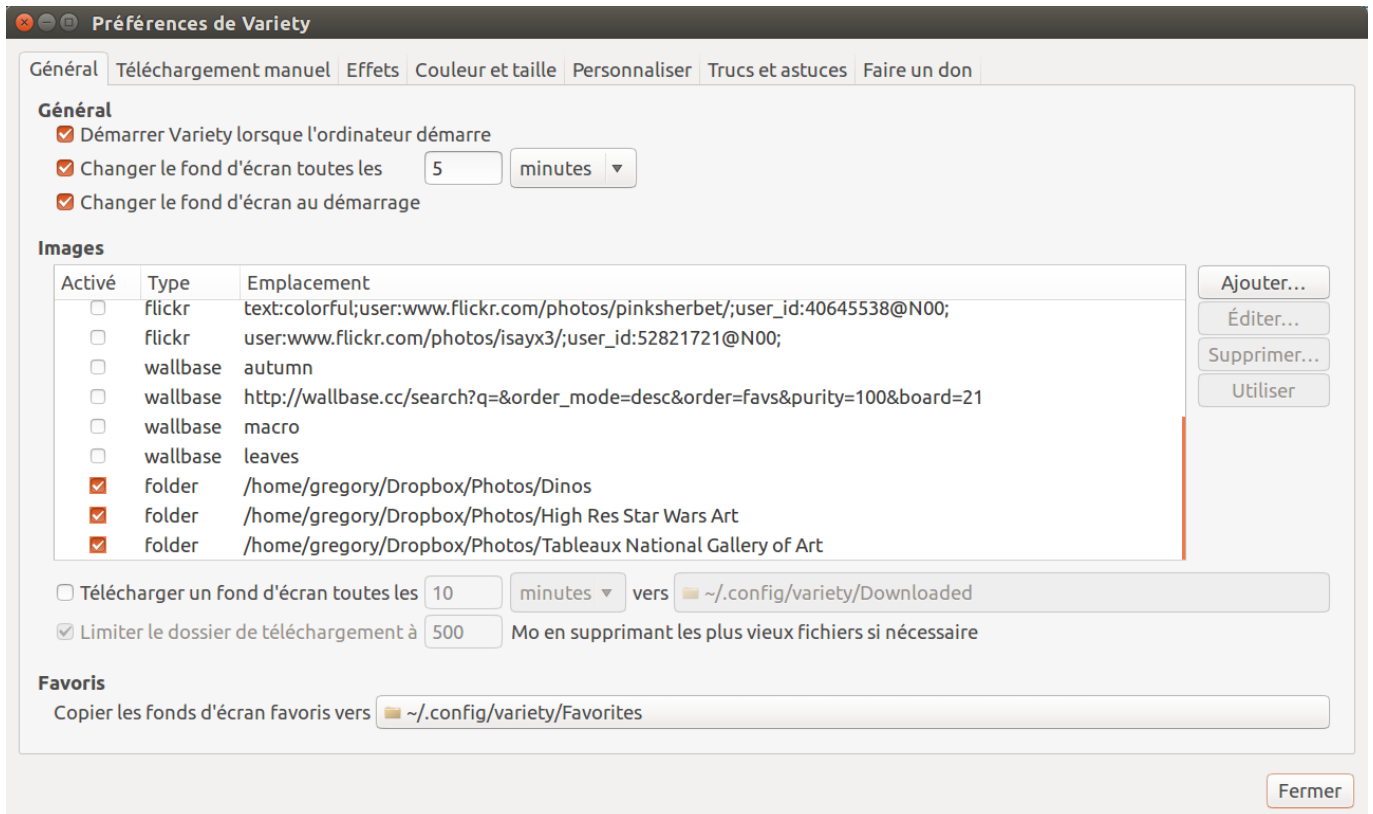 Préférences de Variety
Général Téléchargement manuel Effets Couleur et taille Personnaliser Trucs et astuces Faire un don
Général
Démarrer Variety lorsque l'ordinateur démarre
Changer le fond d'écran toutes les 5 minutes
Changer le fond d'écran au démarrage
Images
Activé Type Emplacement Ajouter...
flickr text:colorful;user:www.flickr.com/photos/pinksherbet/;user_id:40645538@N00;
Éditer...
flickr user:www.flickr.com/photos/isayx3/;user_id:52821721@N00;
Supprimer...
wallbase autumn
Utiliser
wallbase http://wallbase.cc/search?q=&order_mode=desc&order=favs&purity=100&board=21
wallbase macro
wallbase leaves
folder /home/gregory/Dropbox/Photos/Dinos
folder /home/gregory/Dropbox/Photos/High Res Star Wars Art
folder /home/gregory/Dropbox/Photos/Tableaux National Gallery of Art
Télécharger un fond d'écran toutes les 10 minutes vers ~/.config/variety/Downloaded
Limiter le dossier de téléchargement à 500 Mo en supprimant les plus vieux fichiers si nécessaire
Favoris
Copier les fonds d'écran favoris vers ~/.config/variety/Favorites
Fermer